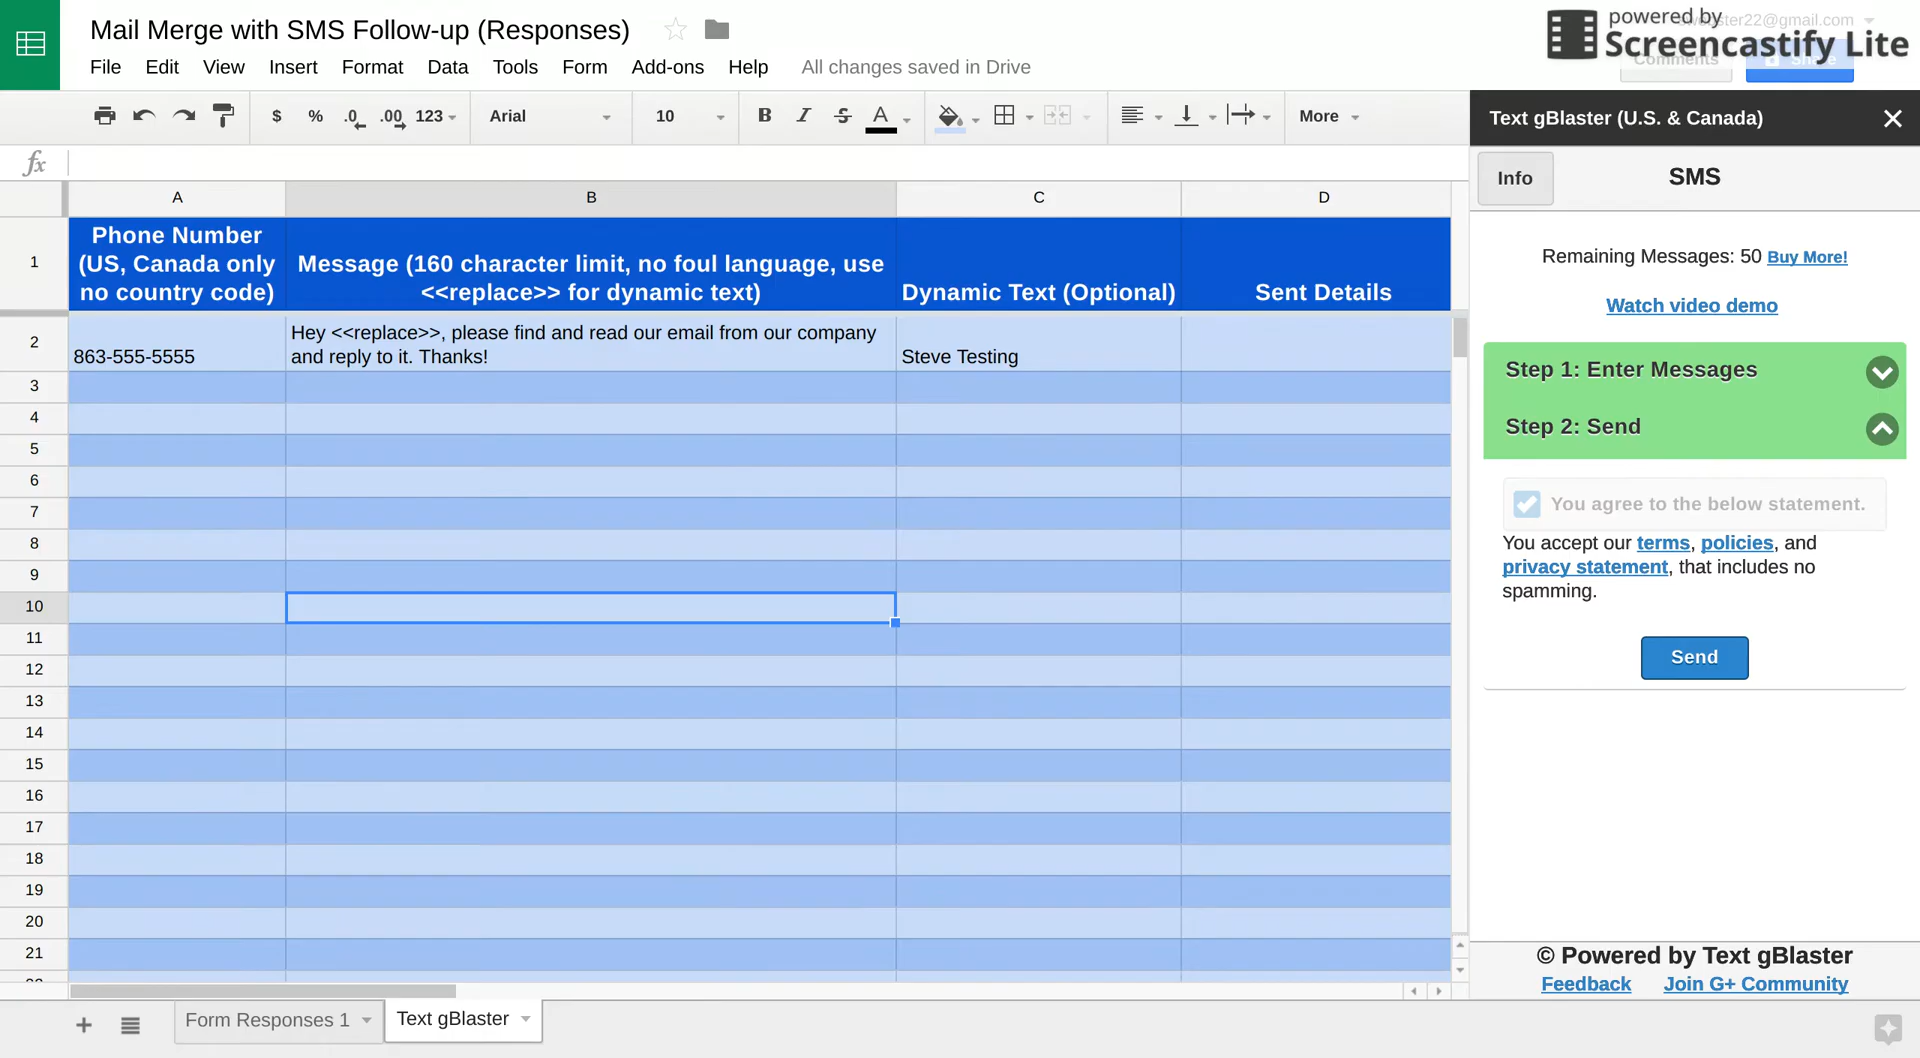 Mail Merge with SMS Follow-up (Responses)
powered by
Screencastify Lite
File Edit View Insert Format Data Tools Form Add-ons Help All changes saved in Drive
Comments
$ % .0 .00 123 Arial 10 B I S A More
fx
Text gBlaster (U.S. & Canada)
Info SMS
A B C D
1
Phone Number
(US, Canada only
no country code)
Message (160 character limit, no foul language, use
<<replace>> for dynamic text)
Dynamic Text (Optional)
Sent Details
2
863-555-5555
Hey <<replace>>, please find and read our email from our company
and reply to it. Thanks!
Steve Testing
3
4
5
6
7
8
9
10
11
12
13
14
15
16
17
18
19
20
21
Remaining Messages: 50 Buy More!
Watch video demo
Step 1: Enter Messages
Step 2: Send
You agree to the below statement.
You accept our terms, policies, and
privacy statement, that includes no
spamming.
Send
© Powered by Text gBlaster
Feedback Join G+ Community
Form Responses 1 Text gBlaster